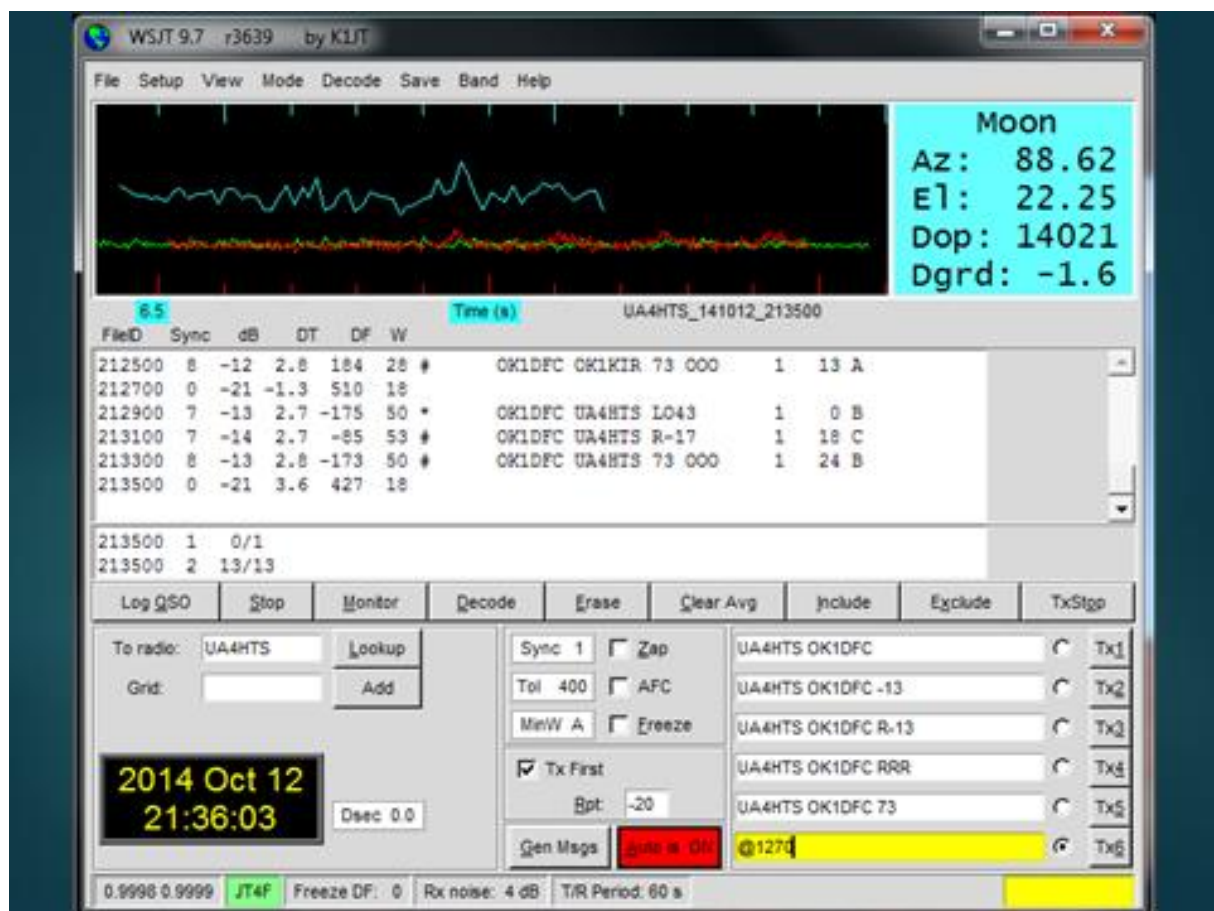 WSJT 9.7 r3639 by K1JT
File Setup View Mode Decode Save Band Help
Moon
Az: 88.62
El: 22.25
Dop: 14021
Dgrd: -1.6
6.5 Time (s) UA4HTS_141012_213500
FileID Sync dB DT DF W
212500 8 -12 2.8 184 28 # OK1DFC OK1KIR 73 OOO 1 13 A
212700 0 -21 -1.3 510 18
212900 7 -13 2.7 -175 50 * OK1DFC UA4HTS LO43 1 0 B
213100 7 -14 2.7 -85 53 # OK1DFC UA4HTS R-17 1 18 C
213300 8 -13 2.8 -173 50 # OK1DFC UA4HTS 73 OOO 1 24 B
213500 0 -21 3.6 427 18
213500 1 0/1
213500 2 13/13
Log QSO Stop Monitor Decode Erase Clear Avg Include Exclude TxStop
To radio: UA4HTS Lookup Sync 1 Zap UA4HTS OK1DFC Tx1
Grid: Add Tol 400 AFC UA4HTS OK1DFC -13 Tx2
MinW A Freeze UA4HTS OK1DFC R-13 Tx3
Tx First UA4HTS OK1DFC RRR Tx4
2014 Oct 12
21:36:03
Dsec 0.0 Rpt: -20 UA4HTS OK1DFC 73 Tx5
Gen Msgs Auto is ON @1270 Tx6
0.9998 0.9999 JT4F Freeze DF: 0 Rx noise: 4 dB T/R Period: 60 s